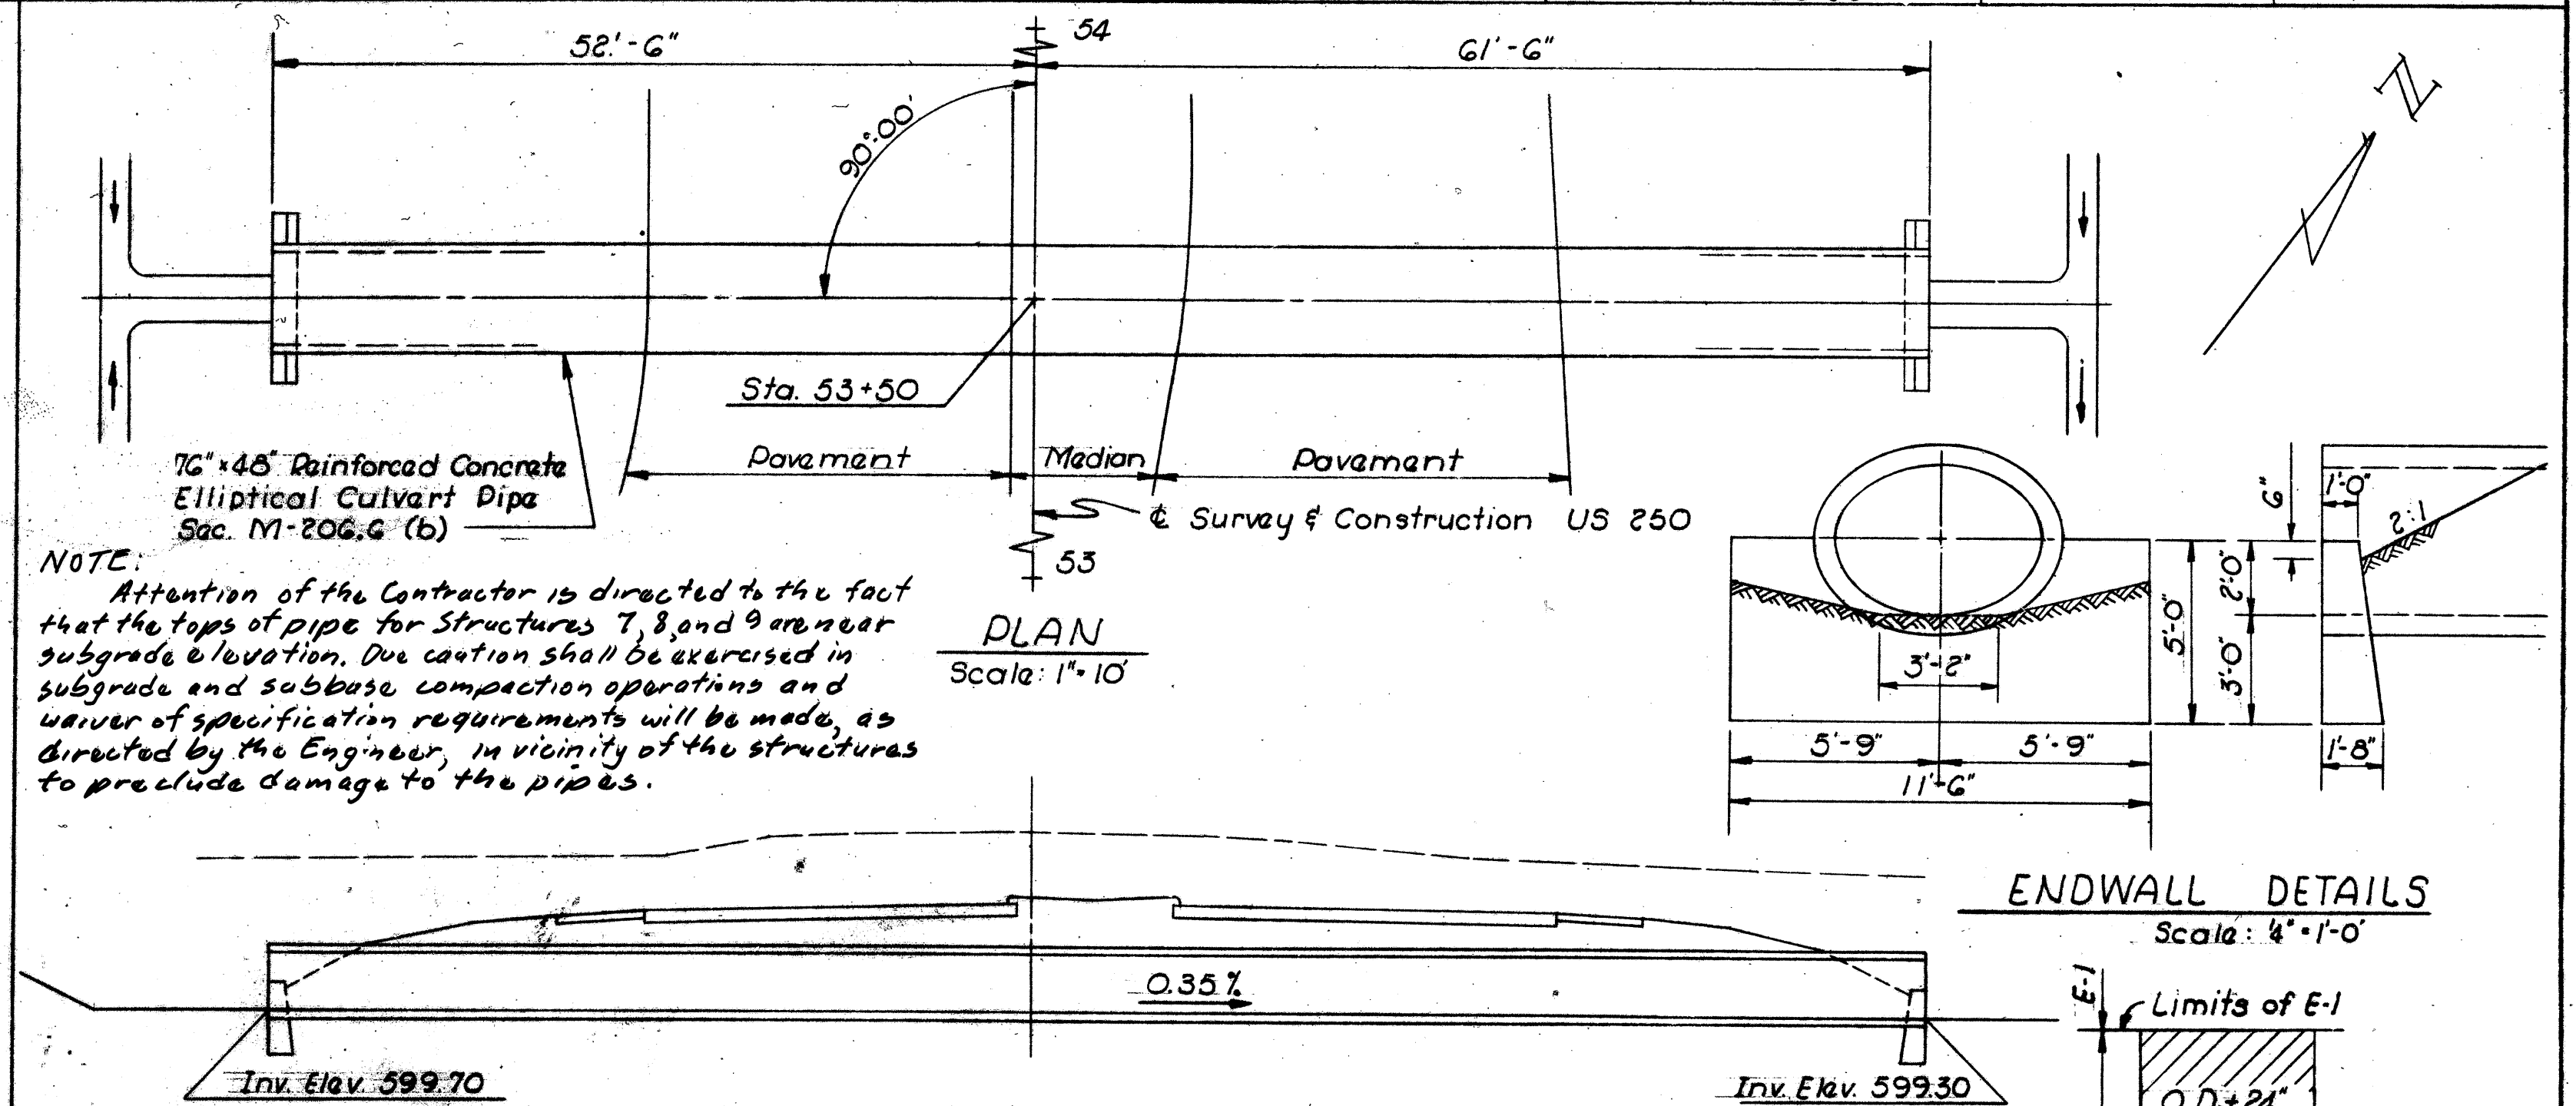 54
52'-6"
61'-6"
N
90°-00'
Sta. 53+50
Pavement
Median
Pavement
76"x48" Reinforced Concrete
Elliptical Culvert Pipe
Sec. M-206.6 (b)
℄ Survey & Construction US 250
53
NOTE:
Attention of the Contractor is directed to the fact
that the tops of pipe for Structures 7, 8, and 9 are near
subgrade elevation. Due caution shall be exercised in
subgrade and subbase compaction operations and
waiver of specification requirements will be made, as
directed by the Engineer, in vicinity of the structures
to preclude damage to the pipes.
PLAN
Scale: 1"=10'
3'-2"
5'-9"
5'-9"
11'-6"
5'-0"
2'-0"
3'-0"
6"
1'-0"
2:1
1'-8"
ENDWALL DETAILS
Scale: ¼"=1'-0"
0.35%
Inv. Elev. 599.70
Inv. Elev. 599.30
E-1
Limits of E-1
O.D.+24"